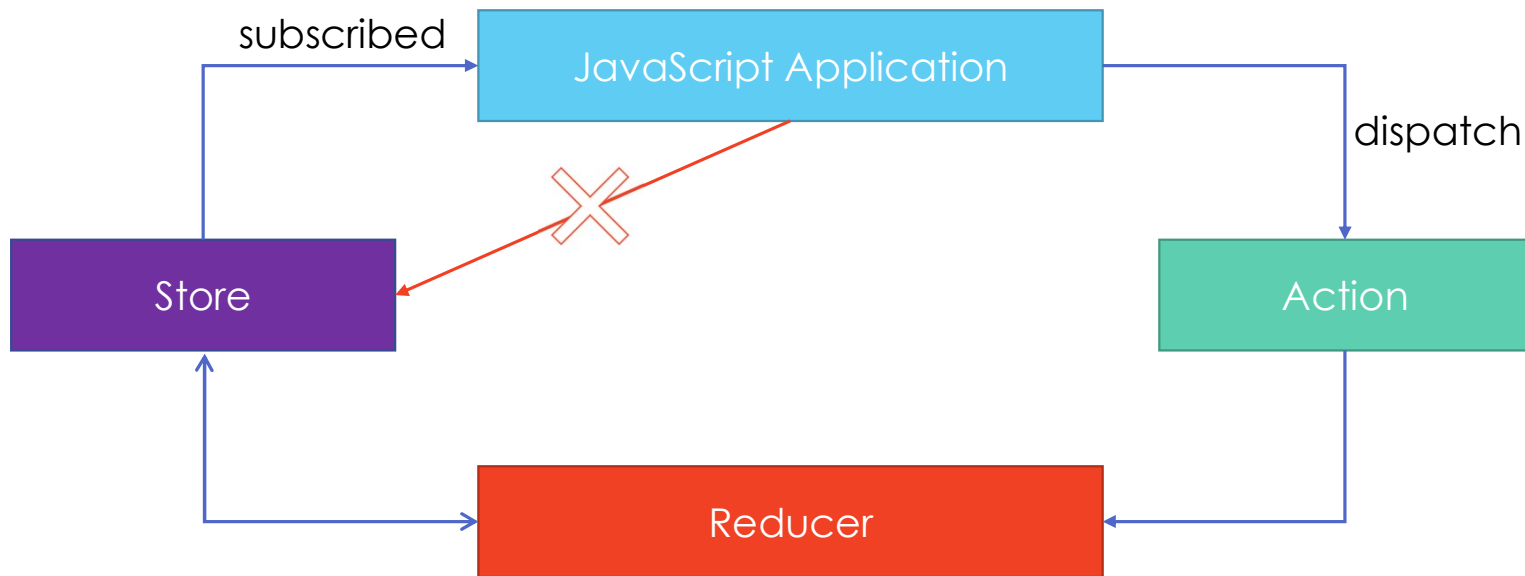 subscribed
JavaScript Application
dispatch
Store
Action
Reducer